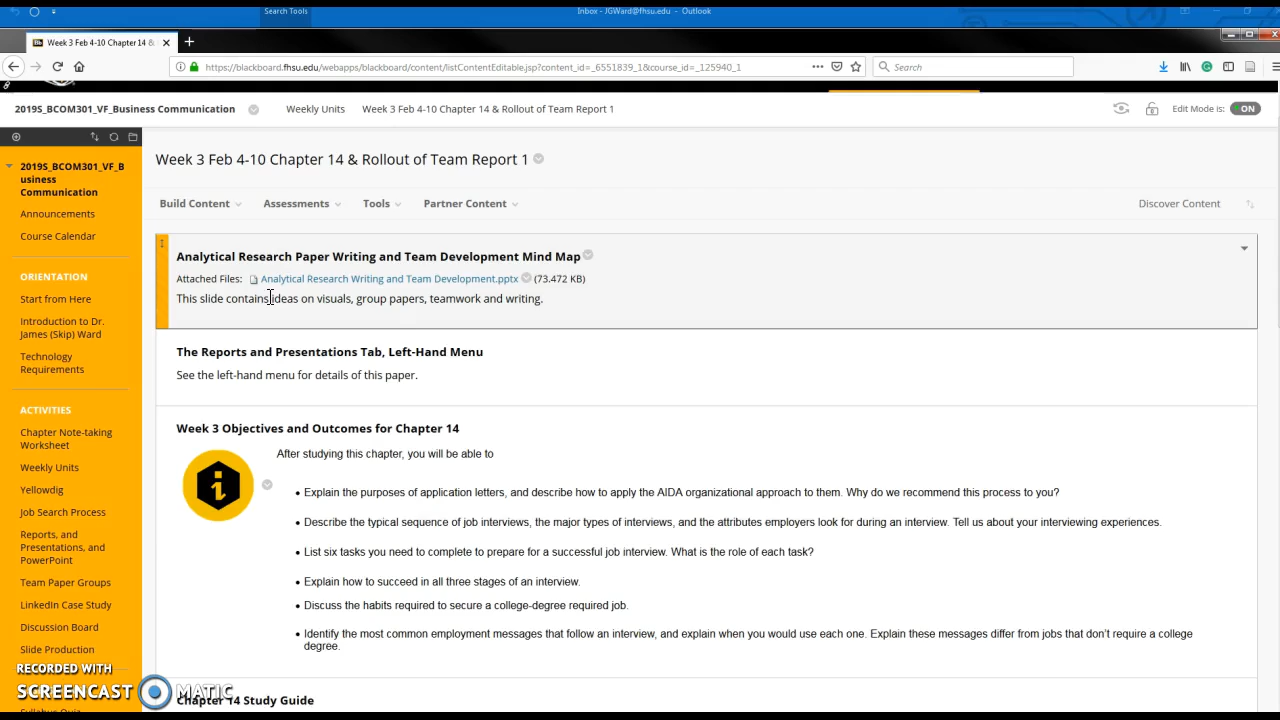 Search Tools
Inbox - JGWard@fhsu.edu - Outlook
Week 3 Feb 4-10 Chapter 14 &
https://blackboard.fhsu.edu/webapps/blackboard/content/listContentEditable.jsp?content_id=_6551839_1&course_id=_125940_1
Search
2019S_BCOM301_VF_Business Communication
Weekly Units
Week 3 Feb 4-10 Chapter 14 & Rollout of Team Report 1
Edit Mode is: ON
2019S_BCOM301_VF_B
usiness
Communication
Announcements
Course Calendar
ORIENTATION
Start from Here
Introduction to Dr.
James (Skip) Ward
Technology
Requirements
ACTIVITIES
Chapter Note-taking
Worksheet
Weekly Units
Yellowdig
Job Search Process
Reports, and
Presentations, and
PowerPoint
Team Paper Groups
LinkedIn Case Study
Discussion Board
Slide Production
Week 3 Feb 4-10 Chapter 14 & Rollout of Team Report 1
Build Content
Assessments
Tools
Partner Content
Discover Content
Analytical Research Paper Writing and Team Development Mind Map
Attached Files: Analytical Research Writing and Team Development.pptx (73.472 KB)
This slide contains ideas on visuals, group papers, teamwork and writing.
The Reports and Presentations Tab, Left-Hand Menu
See the left-hand menu for details of this paper.
Week 3 Objectives and Outcomes for Chapter 14
After studying this chapter, you will be able to
• Explain the purposes of application letters, and describe how to apply the AIDA organizational approach to them. Why do we recommend this process to you?
• Describe the typical sequence of job interviews, the major types of interviews, and the attributes employers look for during an interview. Tell us about your interviewing experiences.
• List six tasks you need to complete to prepare for a successful job interview. What is the role of each task?
• Explain how to succeed in all three stages of an interview.
• Discuss the habits required to secure a college-degree required job.
• Identify the most common employment messages that follow an interview, and explain when you would use each one. Explain these messages differ from jobs that don't require a college
degree.
Chapter 14 Study Guide
RECORDED WITH
SCREENCAST MATIC